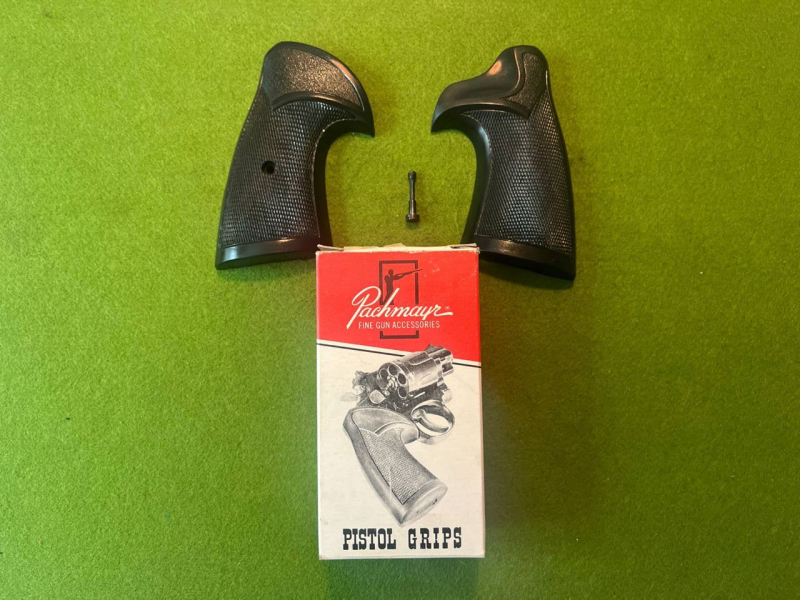 Pachmayr
FINE GUN ACCESSORIES
PISTOL GRIPS